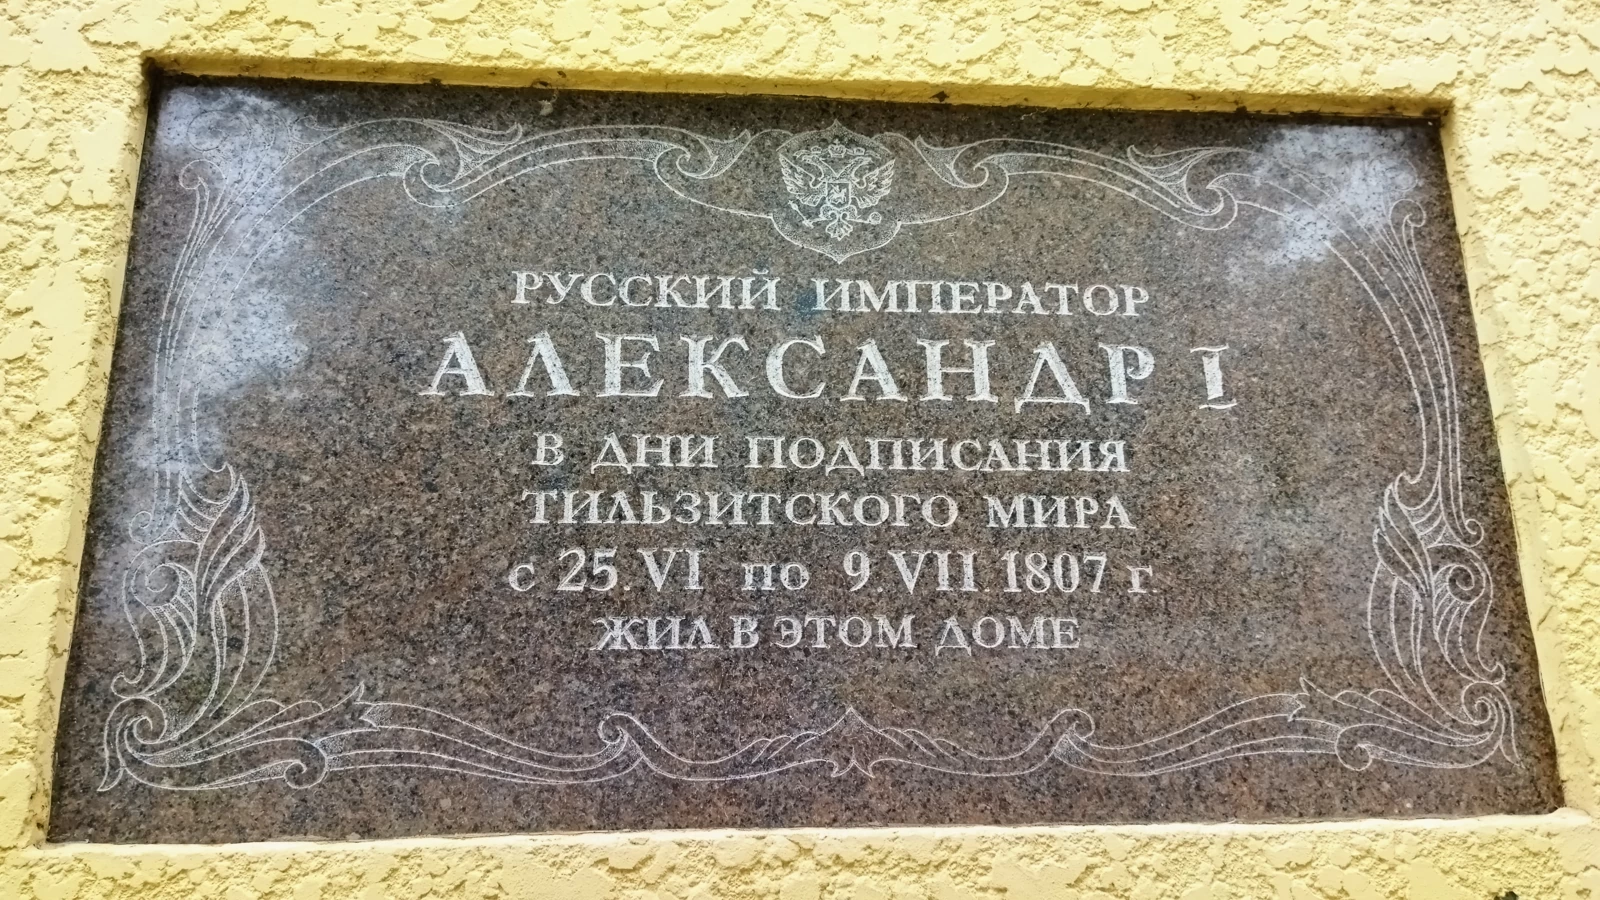 РУССКИЙ ИМПЕРАТОР
АЛЕКСАНДР I
В ДНИ ПОДПИСАНИЯ
ТИЛЬЗИТСКОГО МИРА
с 25.VI по 9.VII.1807 г.
ЖИЛ В ЭТОМ ДОМЕ